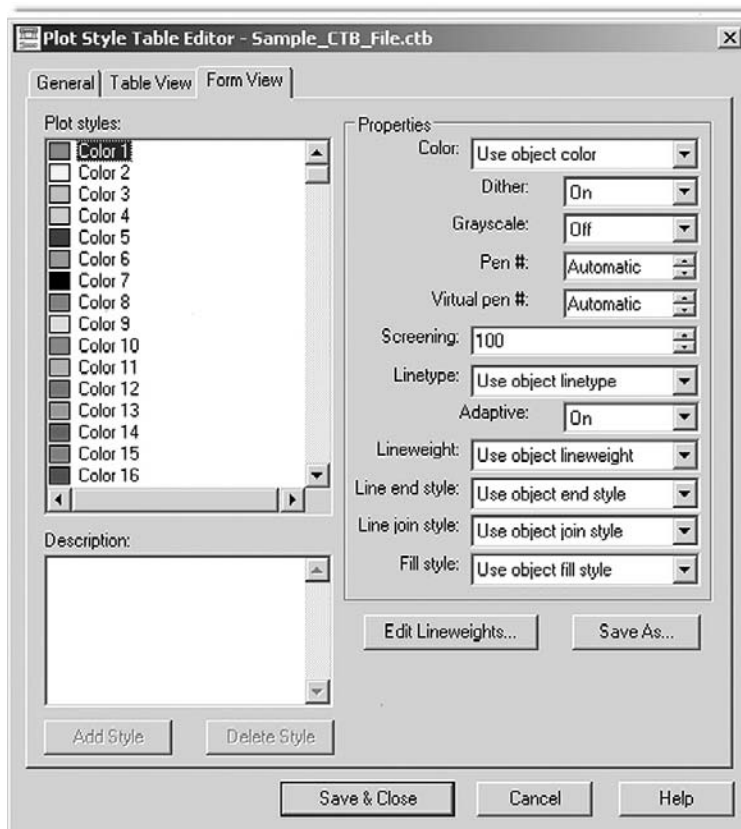 Plot Style Table Editor - Sample_CTB_File.ctb
General Table View Form View
Plot styles:
Color 1
Color 2
Color 3
Color 4
Color 5
Color 6
Color 7
Color 8
Color 9
Color 10
Color 11
Color 12
Color 13
Color 14
Color 15
Color 16
Description:
Add Style Delete Style
Properties
Color: Use object color
Dither: On
Grayscale: Off
Pen #: Automatic
Virtual pen #: Automatic
Screening: 100
Linetype: Use object linetype
Adaptive: On
Lineweight: Use object lineweight
Line end style: Use object end style
Line join style: Use object join style
Fill style: Use object fill style
Edit Lineweights... Save As...
Save & Close Cancel Help